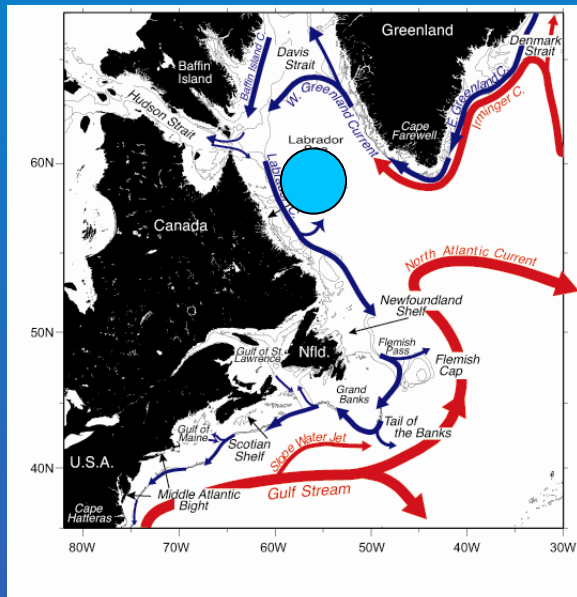 Greenland
Davis
Strait
Denmark
Strait
Baffin
Island
Baffin Island C.
Hudson Strait
W. Greenland Current
E. Greenland C.
Irminger C.
Cape
Farewell
Labrador
60N
Canada
North Atlantic Current
Newfoundland
Shelf
50N
Gulf of St.
Lawrence
Nfld.
Flemish
Pass
Flemish
Cap
Grand
Banks
Tail of
the Banks
Gulf of
Maine
Scotian
Shelf
Slope Water Jet
U.S.A.
40N
Gulf Stream
Middle Atlantic
Bight
Cape
Hatteras
80W
70W
60W
50W
40W
30W